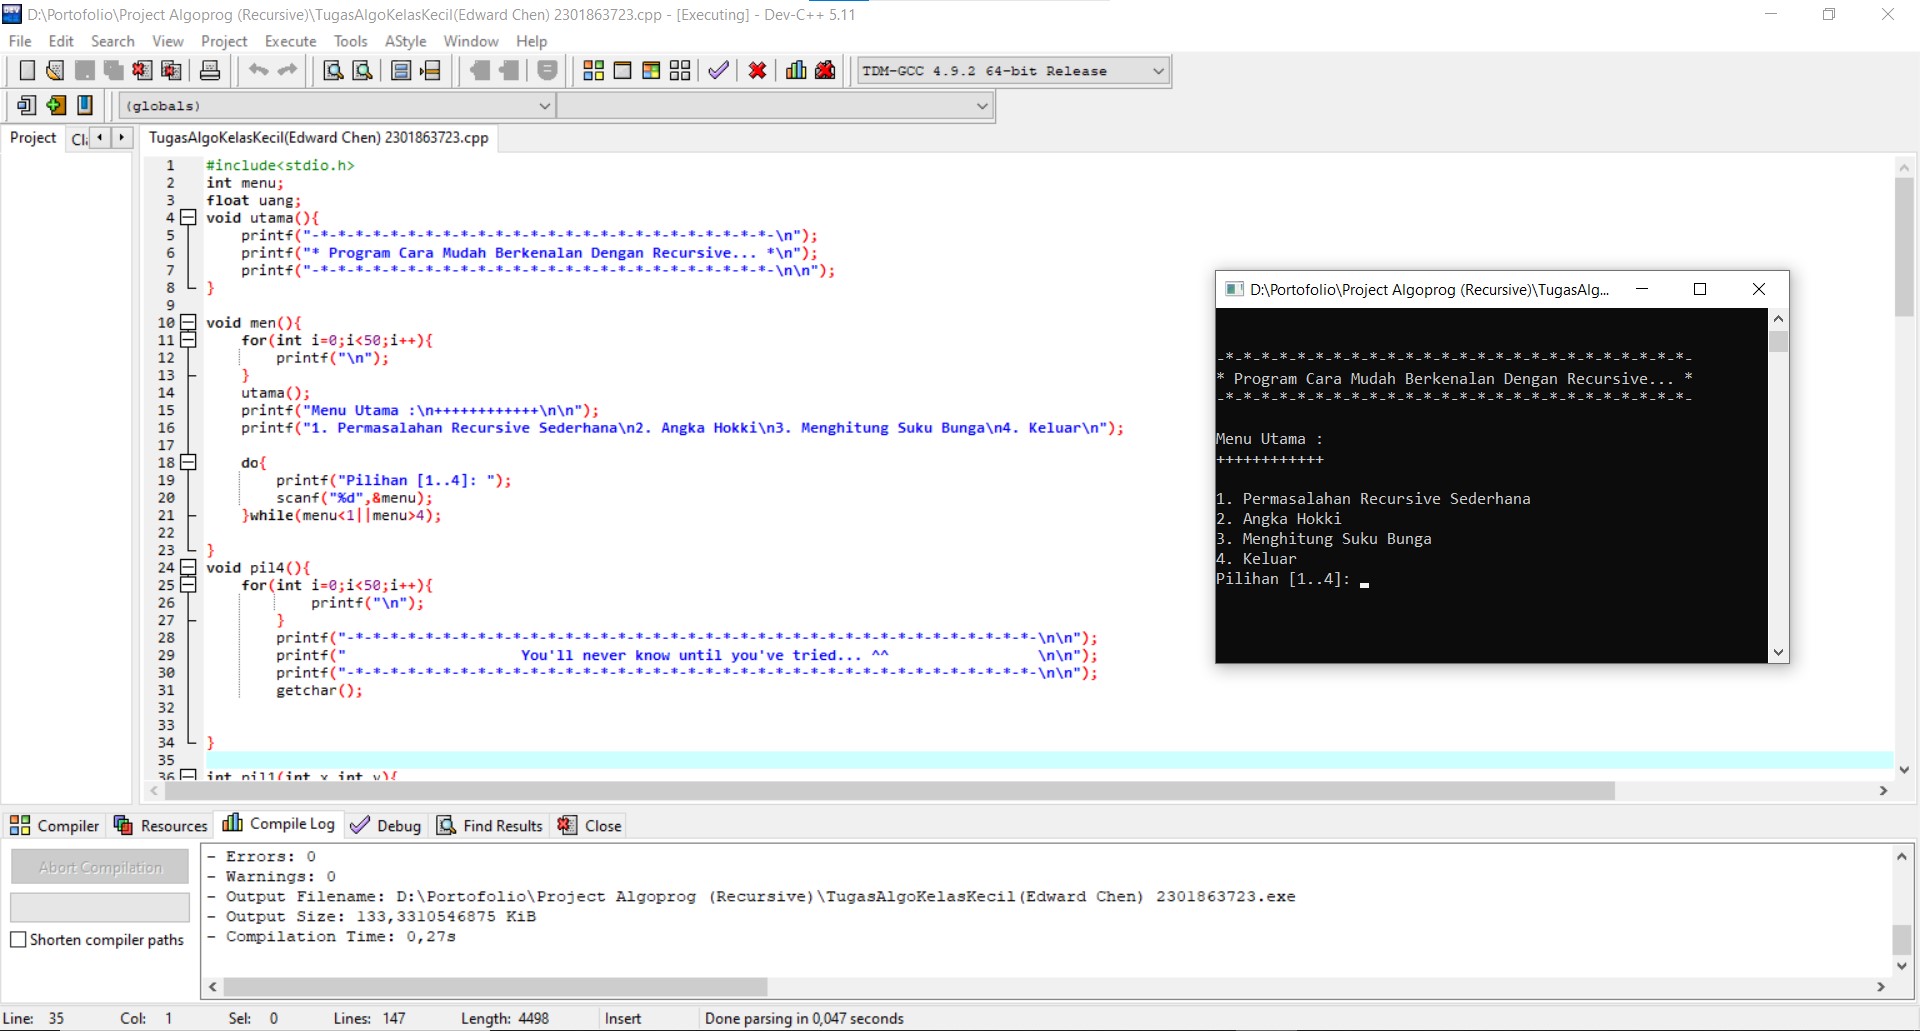 D:\Portofolio\Project Algoprog (Recursive)\TugasAlgoKelasKecil(Edward Chen) 2301863723.cpp - [Executing] - Dev-C++ 5.11
File Edit Search View Project Execute Tools AStyle Window Help
TDM-GCC 4.9.2 64-bit Release
(globals)
Project Cl
TugasAlgoKelasKecil(Edward Chen) 2301863723.cpp
1 #include<stdio.h>
2 int menu;
3 float uang;
4 void utama(){
5 printf("-*-*-*-*-*-*-*-*-*-*-*-*-*-*-*-*-*-*-*-*-*-*-*-*-*-*-\n");
6 printf("* Program Cara Mudah Berkenalan Dengan Recursive... *\n");
7 printf("-*-*-*-*-*-*-*-*-*-*-*-*-*-*-*-*-*-*-*-*-*-*-*-*-*-*-\n\n");
8 }
9
10 void men(){
11 for(int i=0;i<50;i++){
12 printf("\n");
13 }
14 utama();
15 printf("Menu Utama :\n++++++++++++\n\n");
16 printf("1. Permasalahan Recursive Sederhana\n2. Angka Hokki\n3. Menghitung Suku Bunga\n4. Keluar\n");
17
18 do{
19 printf("Pilihan [1..4]: ");
20 scanf("%d",&menu);
21 }while(menu<1||menu>4);
22
23 }
24 void pil4(){
25 for(int i=0;i<50;i++){
26 printf("\n");
27 }
28 printf("-*-*-*-*-*-*-*-*-*-*-*-*-*-*-*-*-*-*-*-*-*-*-*-*-*-*-*-*-*-*-*-*-*-*-*-*-*-*-*-\n\n");
29 printf(" You'll never know until you've tried... ^^ \n\n");
30 printf("-*-*-*-*-*-*-*-*-*-*-*-*-*-*-*-*-*-*-*-*-*-*-*-*-*-*-*-*-*-*-*-*-*-*-*-*-*-*-*-\n\n");
31 getchar();
32
33
34 }
35
36 int pil1(int x,int y){
D:\Portofolio\Project Algoprog (Recursive)\TugasAlg...
-*-*-*-*-*-*-*-*-*-*-*-*-*-*-*-*-*-*-*-*-*-*-*-*-*-*-
* Program Cara Mudah Berkenalan Dengan Recursive... *
-*-*-*-*-*-*-*-*-*-*-*-*-*-*-*-*-*-*-*-*-*-*-*-*-*-*-
Menu Utama :
++++++++++++
1. Permasalahan Recursive Sederhana
2. Angka Hokki
3. Menghitung Suku Bunga
4. Keluar
Pilihan [1..4]: _
Compiler Resources Compile Log Debug Find Results Close
Abort Compilation
Shorten compiler paths
- Errors: 0
- Warnings: 0
- Output Filename: D:\Portofolio\Project Algoprog (Recursive)\TugasAlgoKelasKecil(Edward Chen) 2301863723.exe
- Output Size: 133,3310546875 KiB
- Compilation Time: 0,27s
Line: 35 Col: 1 Sel: 0 Lines: 147 Length: 4498 Insert Done parsing in 0,047 seconds